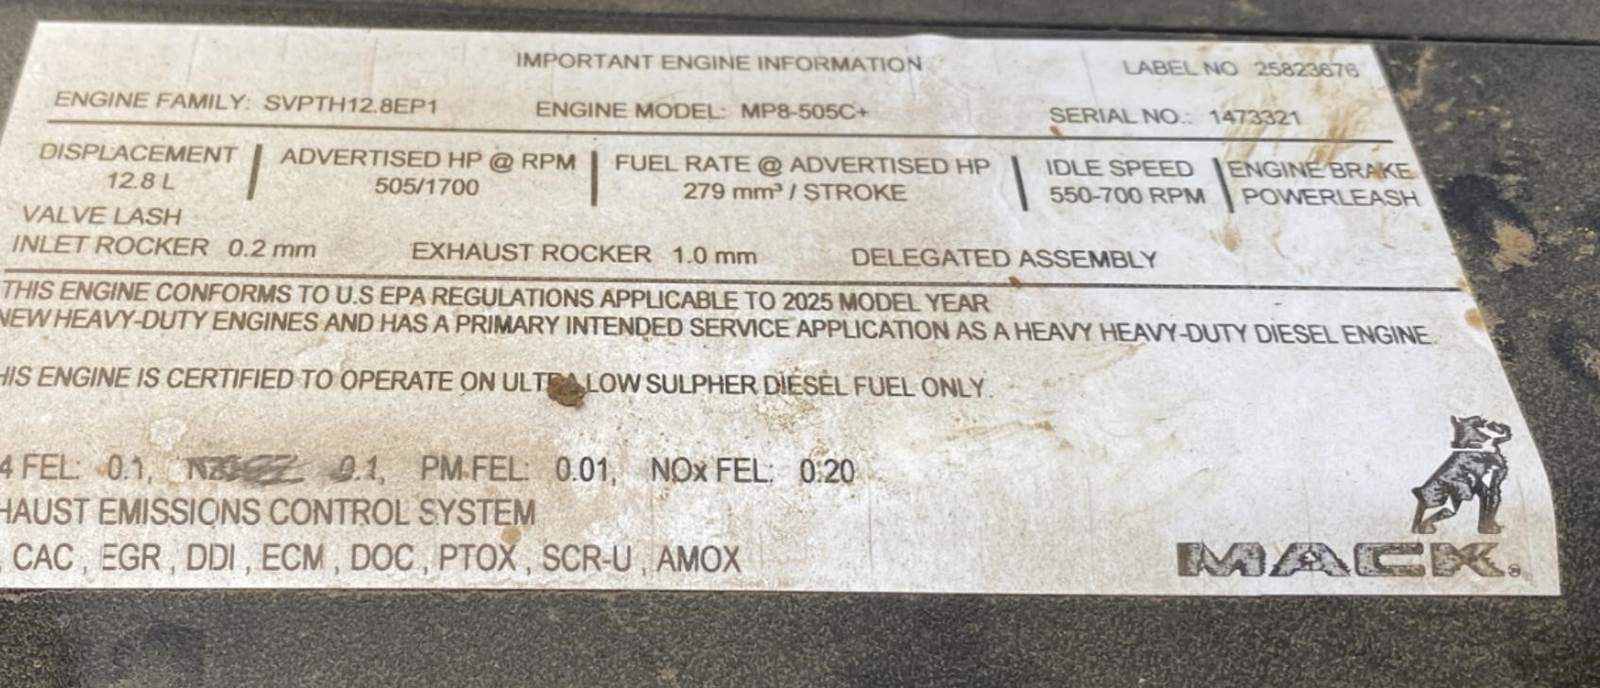 IMPORTANT ENGINE INFORMATION LABEL NO 25823676
ENGINE FAMILY: SVPTH12.8EP1 ENGINE MODEL: MP8-505C+ SERIAL NO.: 1473321
DISPLACEMENT ADVERTISED HP @ RPM FUEL RATE @ ADVERTISED HP IDLE SPEED ENGINE BRAKE
12.8 L 505/1700 279 mm³ / STROKE 550-700 RPM POWERLEASH
VALVE LASH
INLET ROCKER 0.2 mm EXHAUST ROCKER 1.0 mm DELEGATED ASSEMBLY
THIS ENGINE CONFORMS TO U.S EPA REGULATIONS APPLICABLE TO 2025 MODEL YEAR
NEW HEAVY-DUTY ENGINES AND HAS A PRIMARY INTENDED SERVICE APPLICATION AS A HEAVY HEAVY-DUTY DIESEL ENGINE.
HIS ENGINE IS CERTIFIED TO OPERATE ON LOW SULPHER DIESEL FUEL ONLY.
4 FEL: 0.1, 0.1, PM FEL: 0.01, NOx FEL: 0.20
HAUST EMISSIONS CONTROL SYSTEM
, CAC , EGR , DDI , ECM , DOC , PTOX , SCR-U , AMOX
MACK®